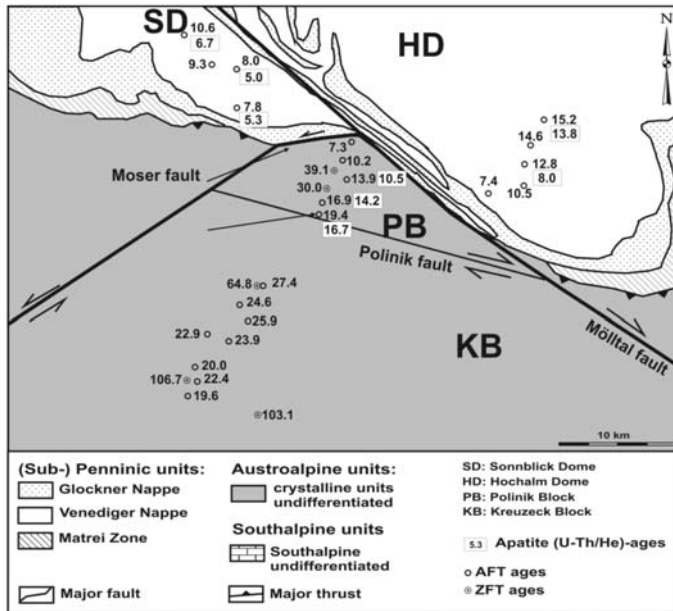 SD
HD
N
10.6
6.7
9.3
8.0
5.0
7.8
5.3
15.2
13.8
14.6
12.8
8.0
10.5
7.4
7.3
10.2
39.1
13.9 10.5
30.0
16.9 14.2
19.4
16.7
Moser fault
PB
Polinik fault
64.8 27.4
24.6
25.9
22.9
23.9
KB
Mölltal fault
20.0
106.7 22.4
19.6
103.1
10 km
(Sub-) Penninic units:
Glockner Nappe
Venediger Nappe
Matrei Zone
Major fault
Austroalpine units:
crystalline units
undifferentiated
Southalpine units
Southalpine
undifferentiated
Major thrust
SD: Sonnblick Dome
HD: Hochalm Dome
PB: Polinik Block
KB: Kreuzeck Block
5.3 Apatite (U-Th/He)-ages
AFT ages
ZFT ages